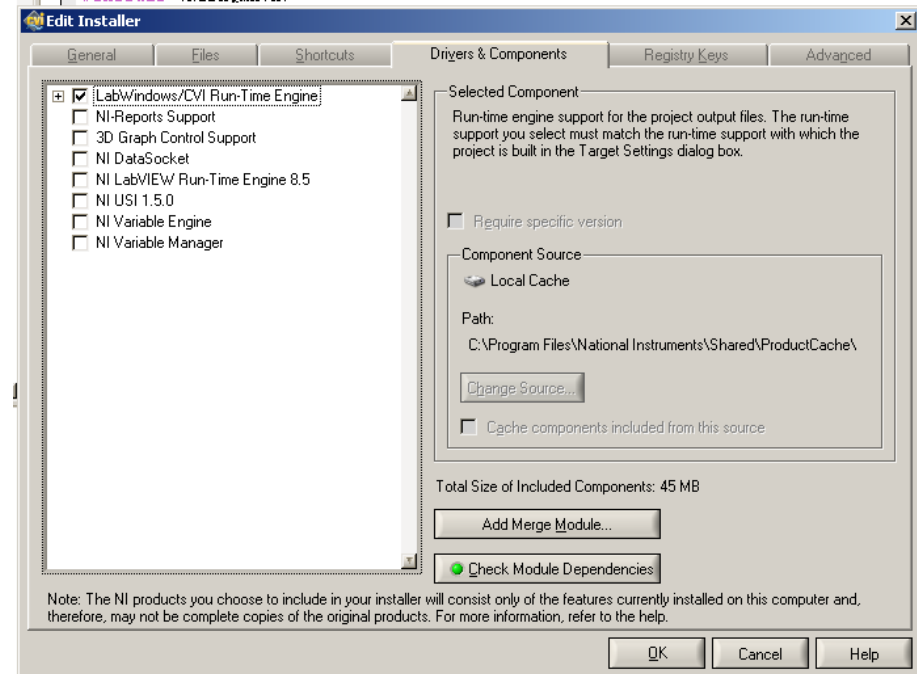 Edit Installer
General Files Shortcuts Drivers & Components Registry Keys Advanced
LabWindows/CVI Run-Time Engine
NI-Reports Support
3D Graph Control Support
NI DataSocket
NI LabVIEW Run-Time Engine 8.5
NI USI 1.5.0
NI Variable Engine
NI Variable Manager
Selected Component
Run-time engine support for the project output files. The run-time
support you select must match the run-time support with which the
project is built in the Target Settings dialog box.
Require specific version
Component Source
Local Cache
Path:
C:\Program Files\National Instruments\Shared\ProductCache\
Change Source...
Cache components included from this source
Total Size of Included Components: 45 MB
Add Merge Module...
Check Module Dependencies
Note: The NI products you choose to include in your installer will consist only of the features currently installed on this computer and,
therefore, may not be complete copies of the original products. For more information, refer to the help.
OK Cancel Help